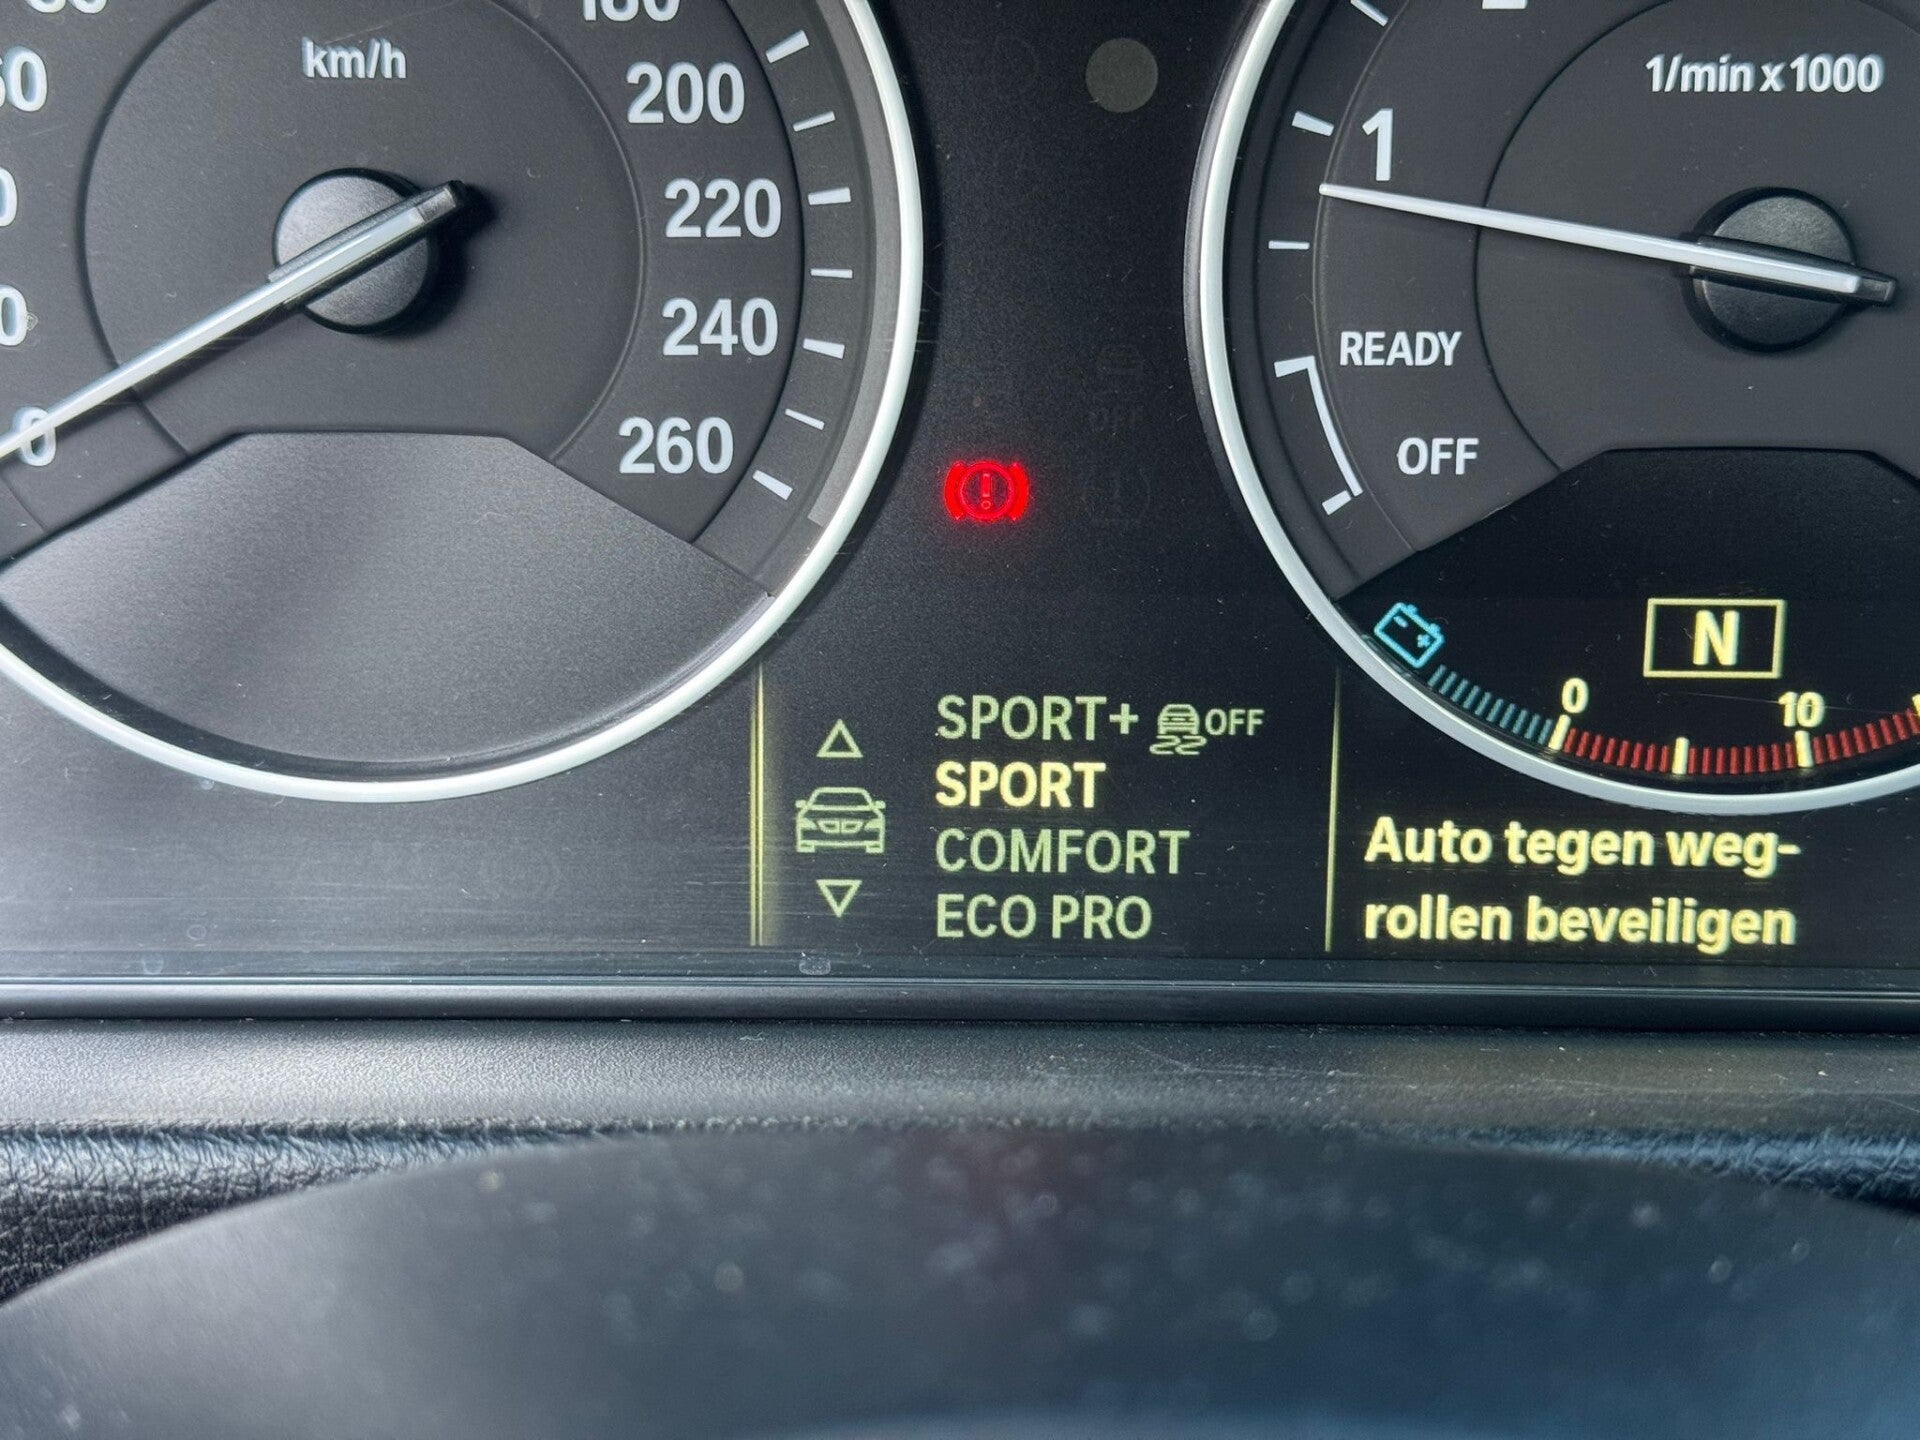 km/h
200
220
240
260
0
1/min x 1000
1
READY
OFF
N
0
10
SPORT+ OFF
SPORT
COMFORT
ECO PRO
Auto tegen weg-
rollen beveiligen